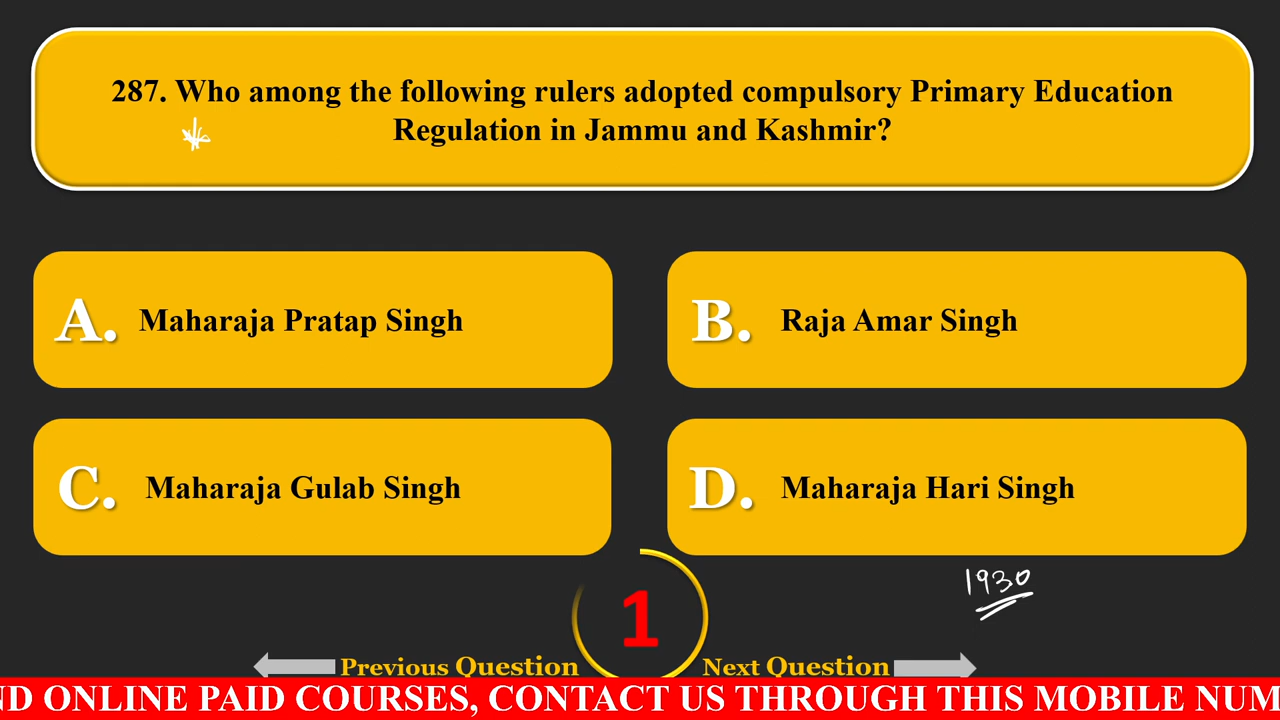 287. Who among the following rulers adopted compulsory Primary Education
Regulation in Jammu and Kashmir?
A. Maharaja Pratap Singh
B. Raja Amar Singh
C. Maharaja Gulab Singh
D. Maharaja Hari Singh
1930
1
Previous Question
Next Question
ND ONLINE PAID COURSES, CONTACT US THROUGH THIS MOBILE NUM